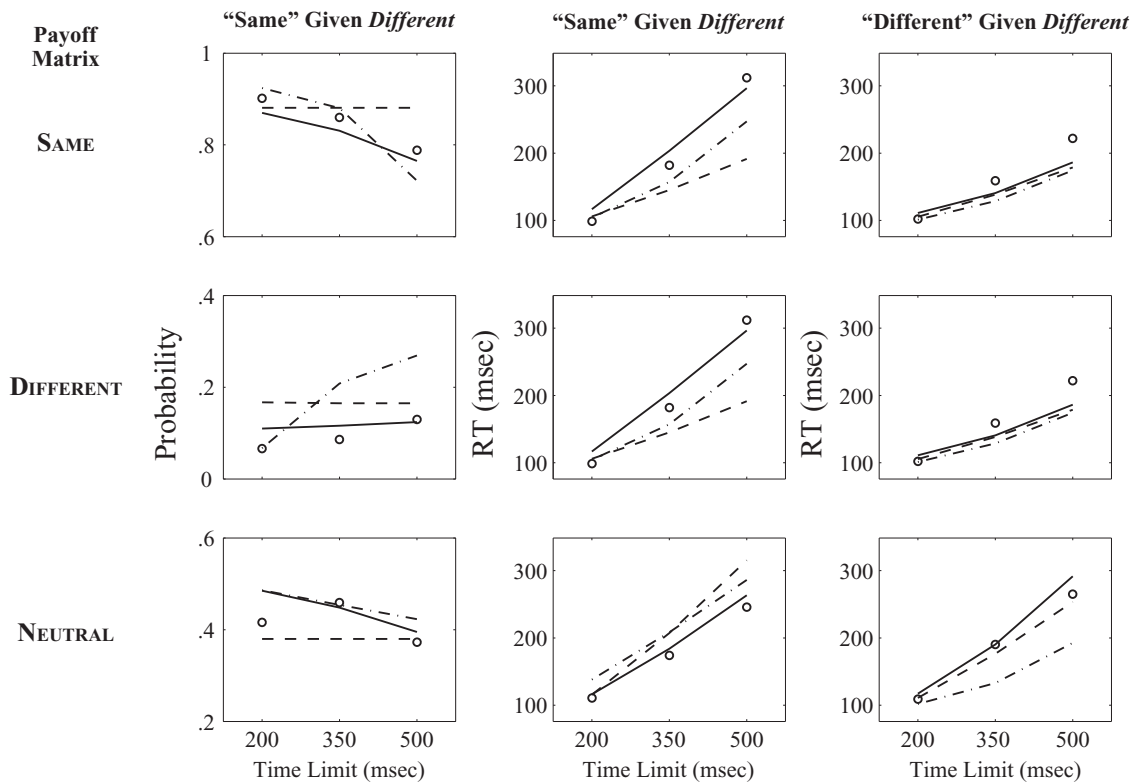 “Same” Given Different “Same” Given Different “Different” Given Different
Payoff
Matrix
SAME
1
.8
.6
300
200
100
300
200
100
DIFFERENT
Probability
.4
.2
0
RT (msec)
300
200
100
RT (msec)
300
200
100
NEUTRAL
.6
.4
.2
300
200
100
300
200
100
200 350 500
Time Limit (msec)
200 350 500
Time Limit (msec)
200 350 500
Time Limit (msec)